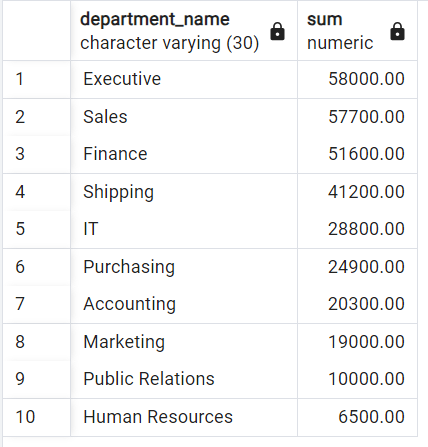 department_name sum
character varying (30) numeric
1 Executive 58000.00
2 Sales 57700.00
3 Finance 51600.00
4 Shipping 41200.00
5 IT 28800.00
6 Purchasing 24900.00
7 Accounting 20300.00
8 Marketing 19000.00
9 Public Relations 10000.00
10 Human Resources 6500.00